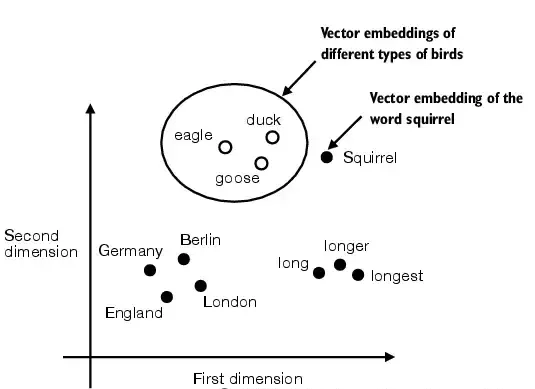 Vector embeddings of
different types of birds
Vector embedding of the
word squirrel
duck
eagle
goose
Squirrel
Second
dimension
Germany
Berlin
England
London
long
longer
longest
First dimension